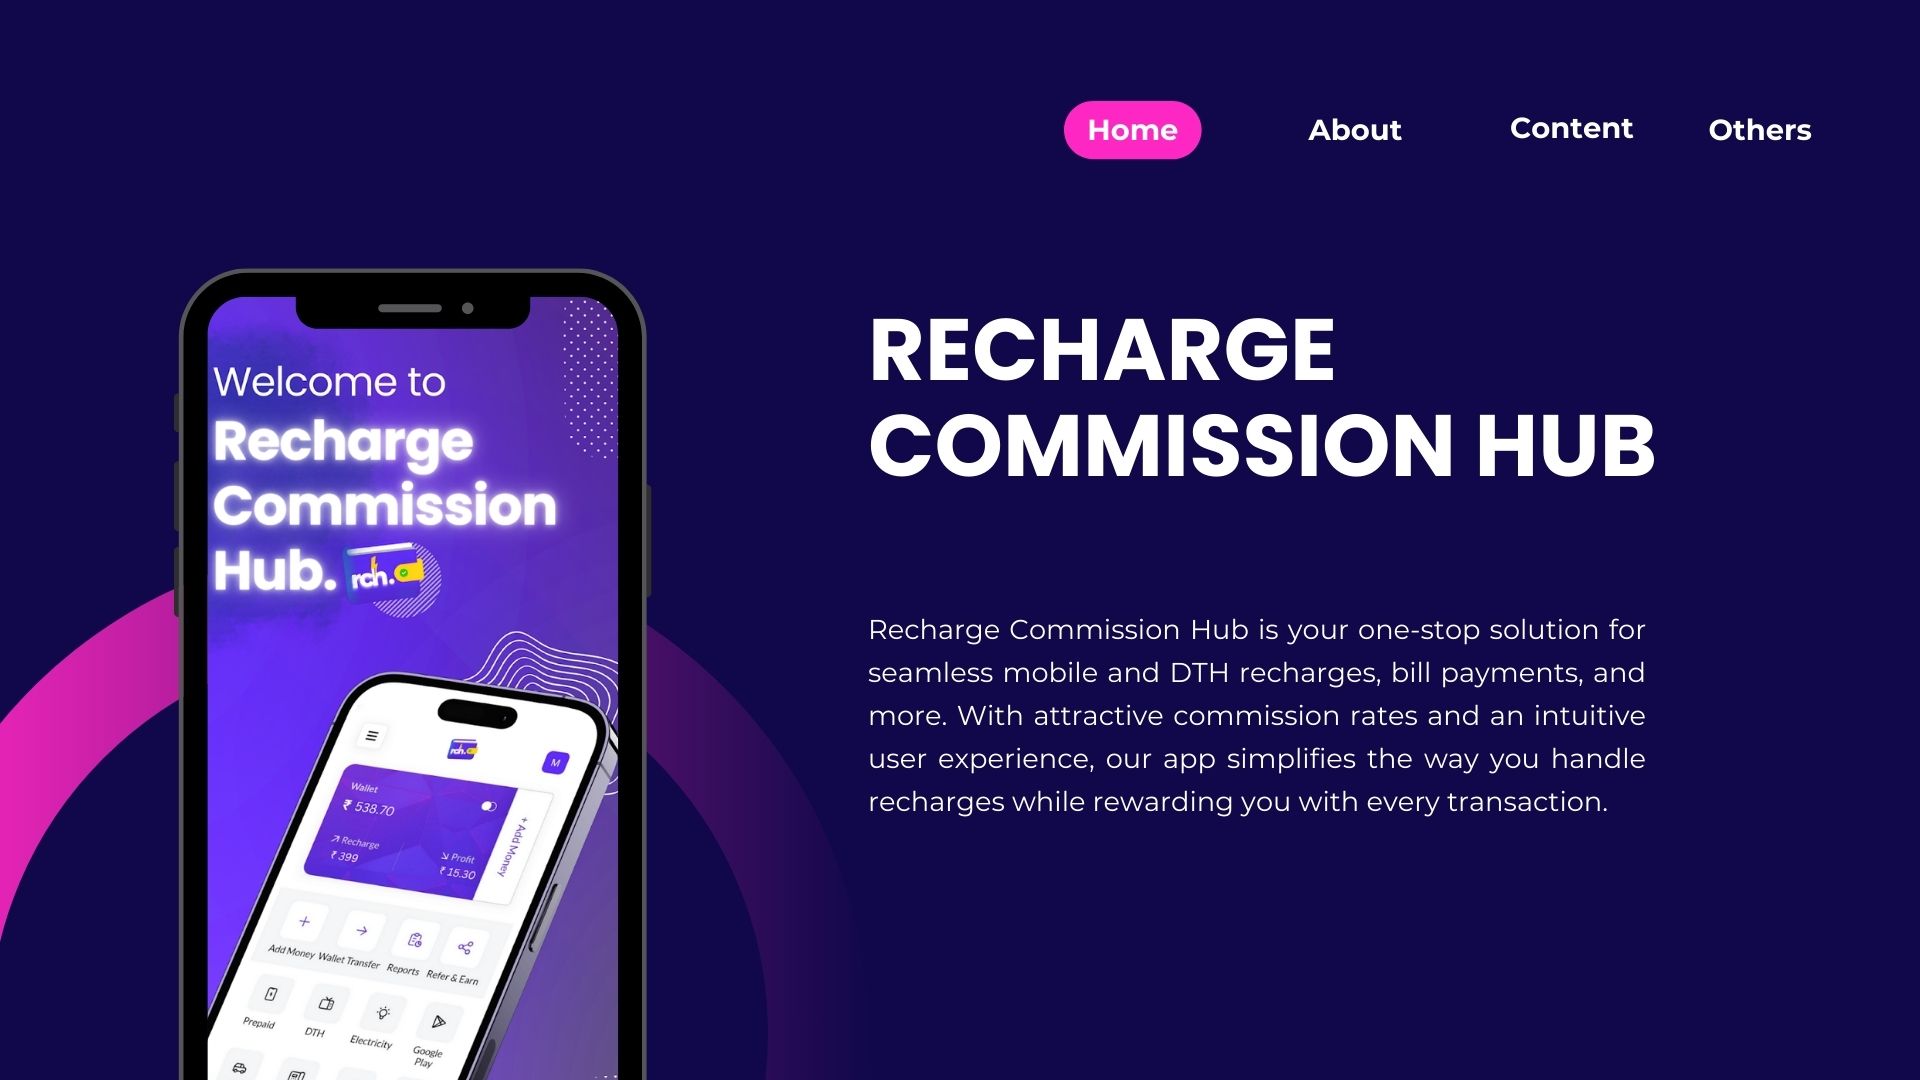 Home About Content Others
RECHARGE
COMMISSION HUB
Recharge Commission Hub is your one-stop solution for
seamless mobile and DTH recharges, bill payments, and
more. With attractive commission rates and an intuitive
user experience, our app simplifies the way you handle
recharges while rewarding you with every transaction.
Welcome to
Recharge
Commission
Hub.
rch.
rch.
M
Wallet
₹ 538.70
+ Add Money
Recharge
₹ 399
Profit
₹ 15.30
Add Money Wallet Transfer Reports Refer & Earn
Prepaid DTH Electricity Google
Play